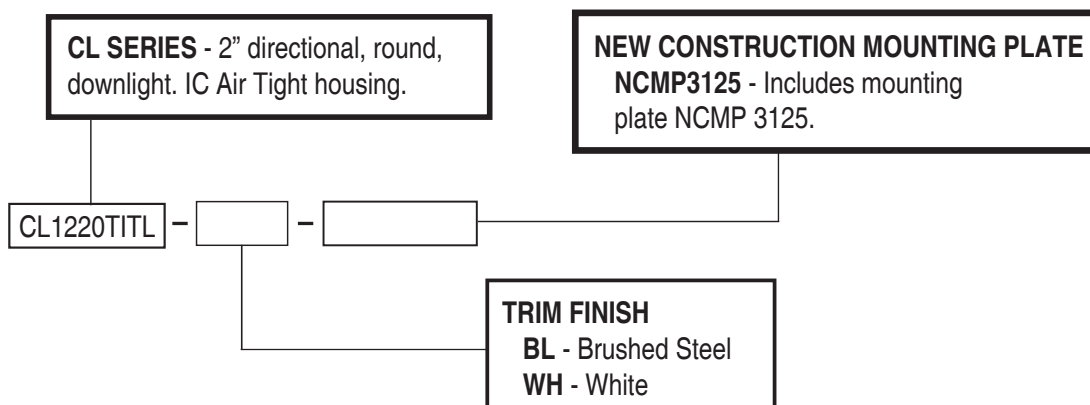 CL SERIES - 2” directional, round,
downlight. IC Air Tight housing.
NEW CONSTRUCTION MOUNTING PLATE
NCMP3125 - Includes mounting
plate NCMP 3125.
CL1220TITL – –
TRIM FINISH
BL - Brushed Steel
WH - White